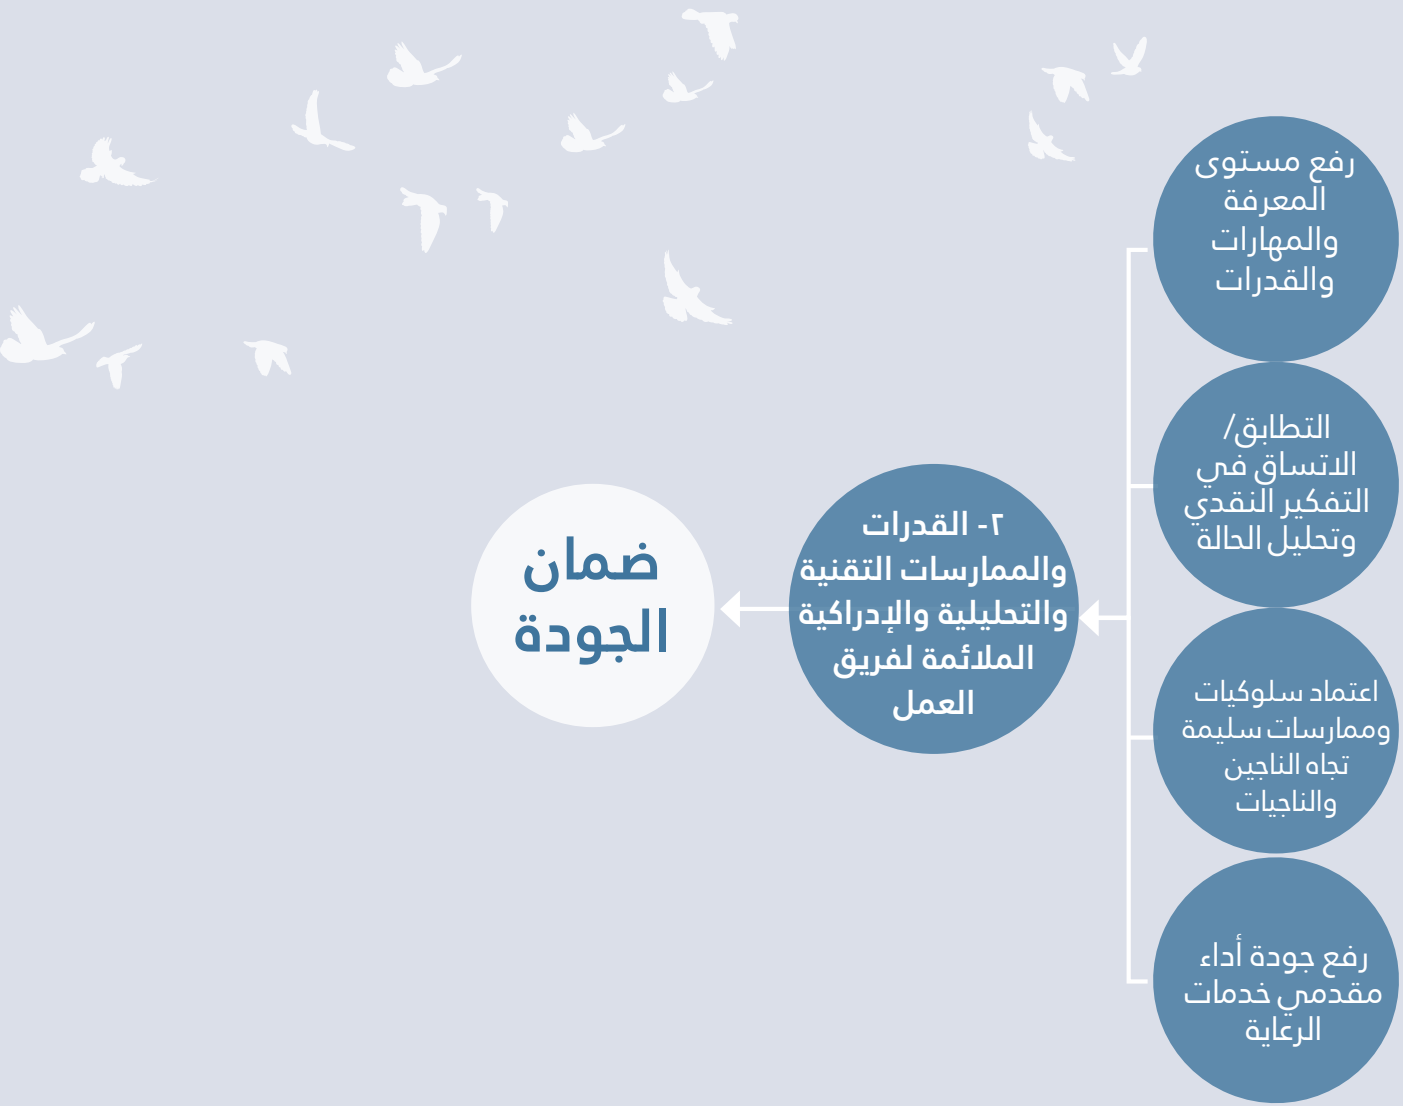 رفع مستوى
المعرفة
والمهارات
والقدرات
التطابق/
الاتساق في
التفكير النقدي
وتحليل الحالة
اعتماد سلوكيات
وممارسات سليمة
تجاه الناجين
والناجيات
رفع جودة أداء
مقدمي خدمات
الرعاية
٢- القدرات
والممارسات التقنية
والتحليلية والإدراكية
الملائمة لفريق
العمل
ضمان
الجودة